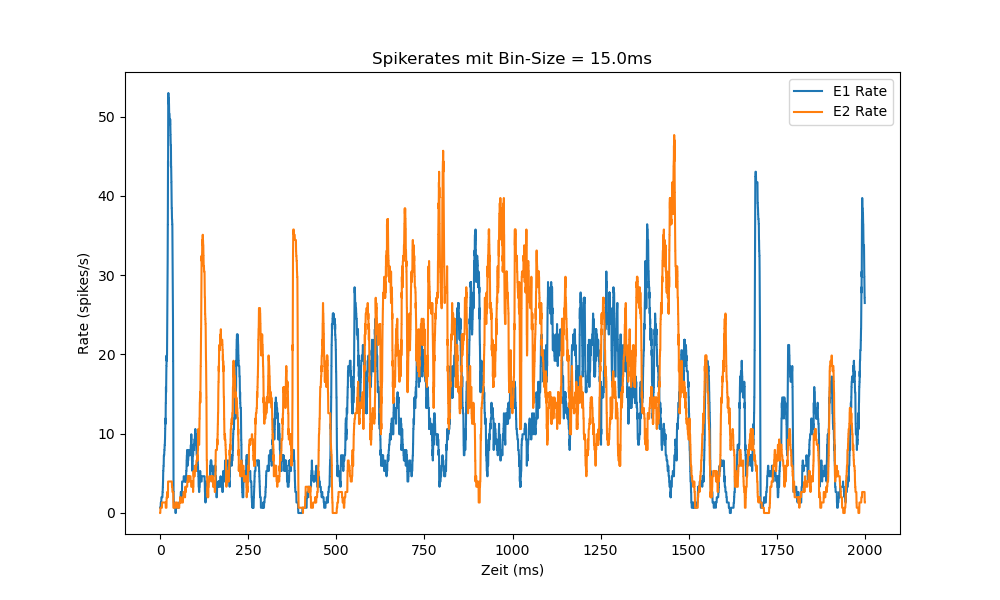 Spikerates mit Bin-Size = 15.0ms
E1 Rate
E2 Rate
50
40
30
20
10
0
Rate (spikes/s)
0 250 500 750 1000 1250 1500 1750 2000
Zeit (ms)